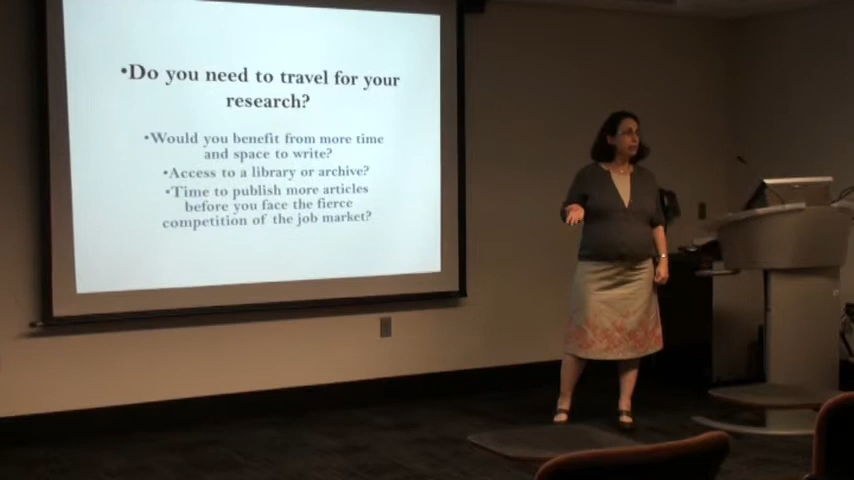 •Do you need to travel for your
research?
•Would you benefit from more time
and space to write?
•Access to a library or archive?
•Time to publish more articles
before you face the fierce
competition of the job market?